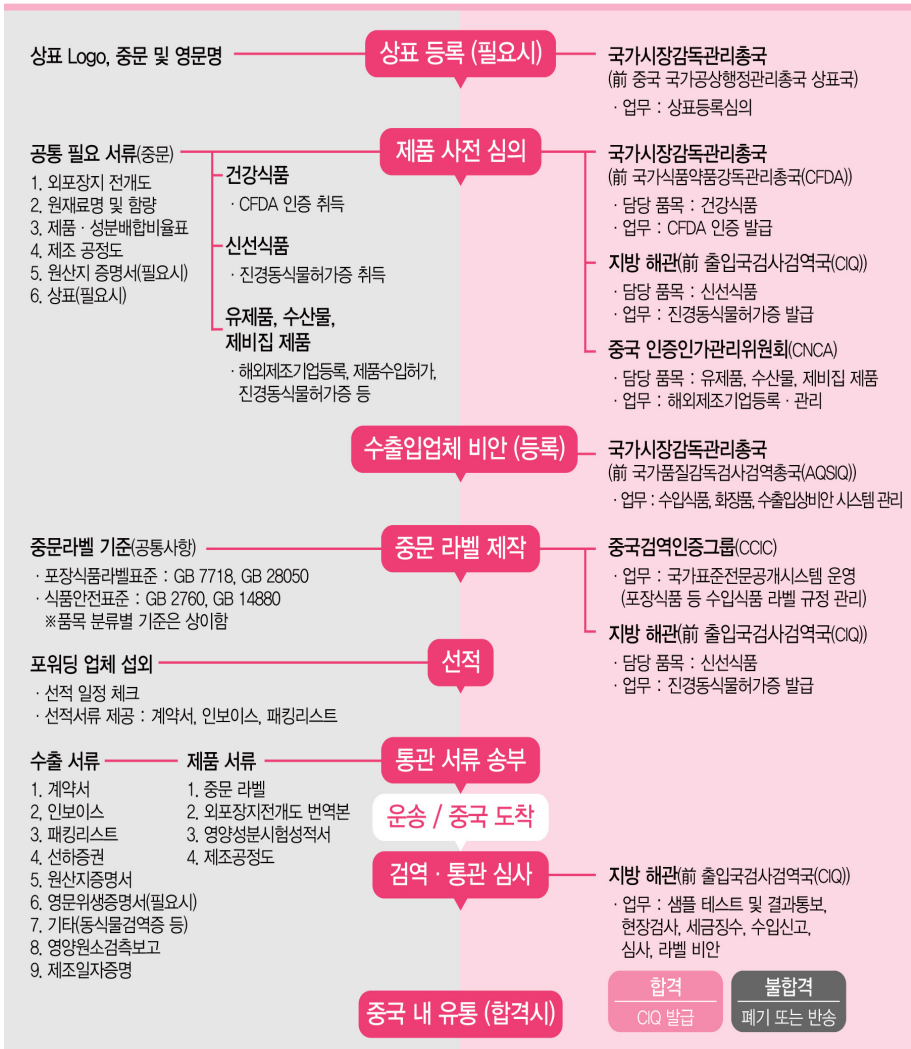 상표 Logo, 중문 및 영문명
상표 등록 (필요시)
국가시장감독관리총국
(前 중국 국가공상행정관리총국 상표국)
· 업무 : 상표등록심의
공통 필요 서류(중문)
1. 외포장지 전개도
2. 원재료명 및 함량
3. 제품 · 성분배합비율표
4. 제조 공정도
5. 원산지 증명서(필요시)
6. 상표(필요시)
건강식품
· CFDA 인증 취득
신선식품
· 진경동식물허가증 취득
유제품, 수산물,
제비집 제품
· 해외제조기업등록, 제품수입허가,
진경동식물허가증 등
제품 사전 심의
국가시장감독관리총국
(前 국가식품약품감독관리총국(CFDA))
· 담당 품목 : 건강식품
· 업무 : CFDA 인증 발급
지방 해관(前 출입국검사검역국(CIQ))
· 담당 품목 : 신선식품
· 업무 : 진경동식물허가증 발급
중국 인증인가관리위원회(CNCA)
· 담당 품목 : 유제품, 수산물, 제비집 제품
· 업무 : 해외제조기업등록 · 관리
수출입업체 비안 (등록)
국가시장감독관리총국
(前 국가품질감독검사검역총국(AQSIQ))
· 업무 : 수입식품, 화장품, 수출입상비안 시스템 관리
중문라벨 기준(공통사항)
· 포장식품라벨표준 : GB 7718, GB 28050
· 식품안전표준 : GB 2760, GB 14880
※품목 분류별 기준은 상이함
중문 라벨 제작
중국검역인증그룹(CCIC)
· 업무 : 국가표준전문공개시스템 운영
(포장식품 등 수입식품 라벨 규정 관리)
지방 해관(前 출입국검사검역국(CIQ))
· 담당 품목 : 신선식품
· 업무 : 진경동식물허가증 발급
포워딩 업체 섭외
· 선적 일정 체크
· 선적서류 제공 : 계약서, 인보이스, 패킹리스트
선적
수출 서류
1. 계약서
2. 인보이스
3. 패킹리스트
4. 선하증권
5. 원산지증명서
6. 영문위생증명서(필요시)
7. 기타(동식물검역증 등)
8. 영양원소검측보고
9. 제조일자증명
제품 서류
1. 중문 라벨
2. 외포장지전개도 번역본
3. 영양성분시험성적서
4. 제조공정도
통관 서류 송부
운송 / 중국 도착
검역 · 통관 심사
지방 해관(前 출입국검사검역국(CIQ))
· 업무 : 샘플 테스트 및 결과통보,
현장검사, 세금징수, 수입신고,
심사, 라벨 비안
합격
CIQ 발급
불합격
폐기 또는 반송
중국 내 유통 (합격시)